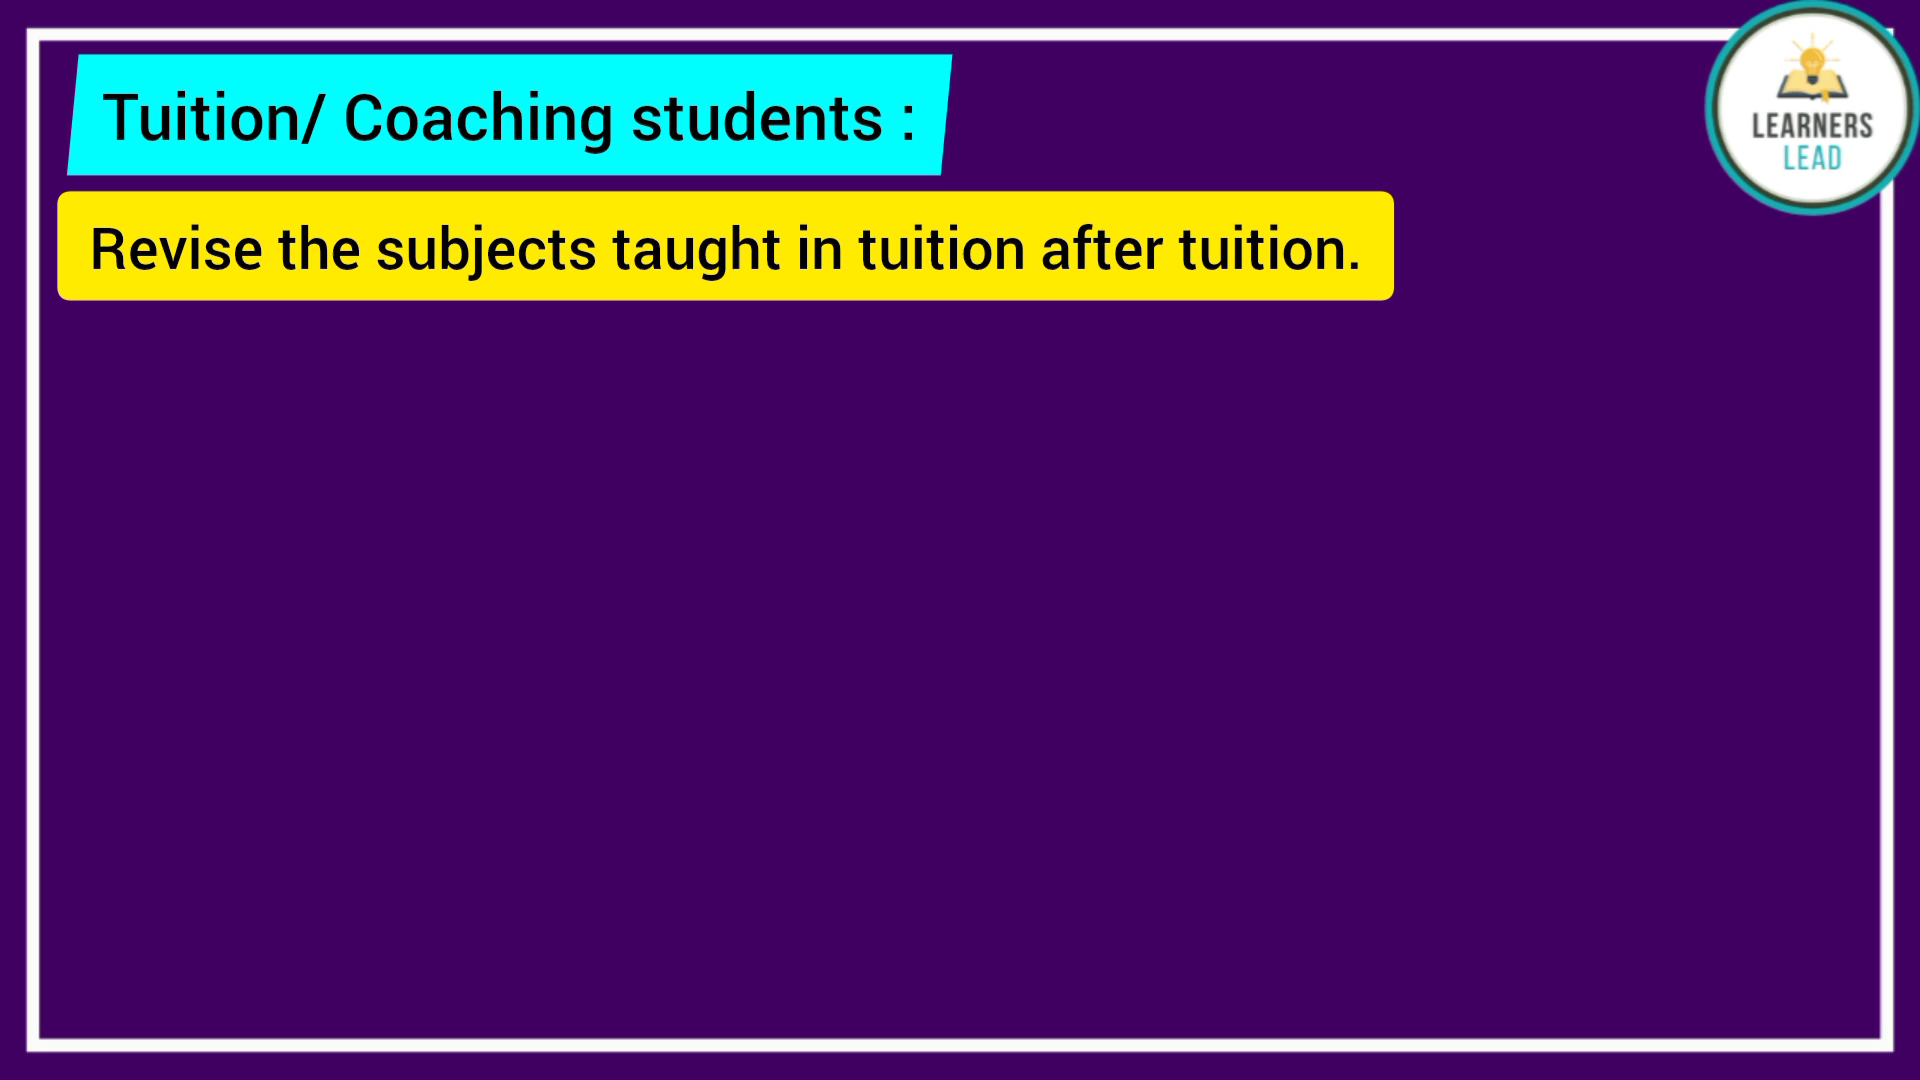 Tuition/ Coaching students :
Revise the subjects taught in tuition after tuition.
LEARNERS
LEAD